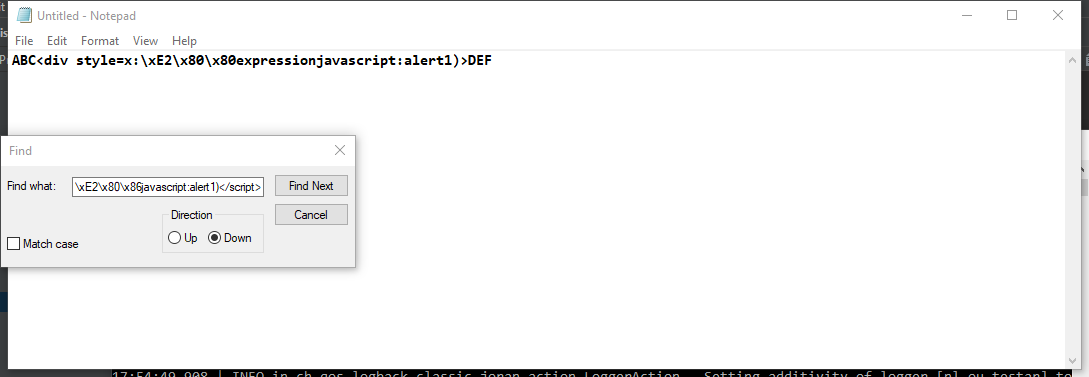 Untitled - Notepad
File Edit Format View Help
ABC<div style=x:\xE2\x80\x80expressionjavascript:alert1)>DEF
Find
Find what: \xE2\x80\x86javascript:alert1)</script> Find Next
Direction Cancel
Up Down
Match case
17:54:49.908 | INFO in ch.qos.logback.classic.joran.action.LoggerAction - Setting additivity of logger [nl.ou.testar] to